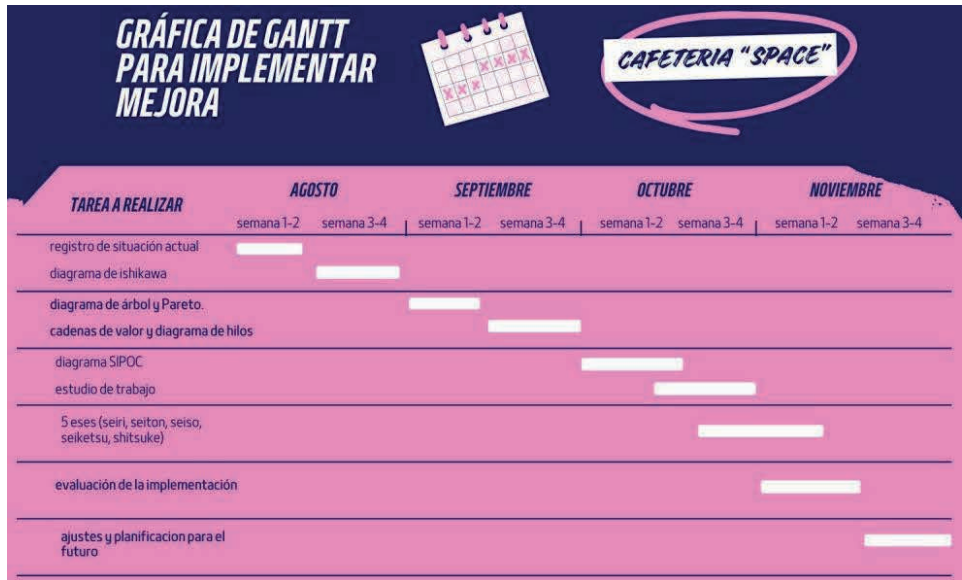 GRÁFICA DE GANTT
PARA IMPLEMENTAR
MEJORA
CAFETERIA "SPACE"
TAREA A REALIZAR
AGOSTO
SEPTIEMBRE
OCTUBRE
NOVIEMBRE
semana 1-2 semana 3-4 semana 1-2 semana 3-4 semana 1-2 semana 3-4 semana 1-2 semana 3-4
registro de situación actual
diagrama de ishikawa
diagrama de árbol y Pareto.
cadenas de valor y diagrama de hilos
diagrama SIPOC
estudio de trabajo
5 eses (seiri, seiton, seiso,
seiketsu, shitsuke)
evaluación de la implementación
ajustes y planificacion para el
futuro